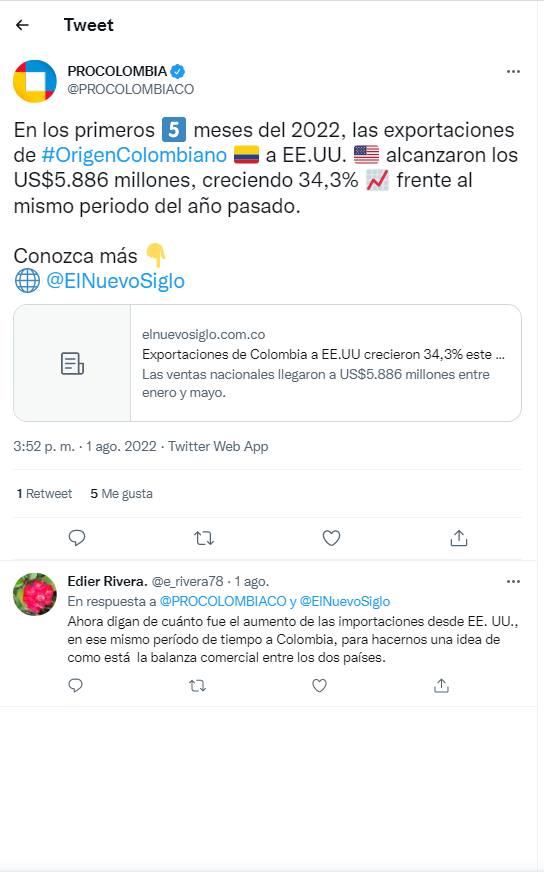 Tweet
PROCOLOMBIA
@PROCOLOMBIACO
En los primeros 5 meses del 2022, las exportaciones
de #OrigenColombiano 🇨🇴 a EE.UU. 🇺🇸 alcanzaron los
US$5.886 millones, creciendo 34,3% 📈 frente al
mismo periodo del año pasado.
Conozca más 👇
🌐 @ElNuevoSiglo
elnuevosiglo.com.co
Exportaciones de Colombia a EE.UU crecieron 34,3% este ...
Las ventas nacionales llegaron a US$5.886 millones entre
enero y mayo.
3:52 p. m. · 1 ago. 2022 · Twitter Web App
1 Retweet 5 Me gusta
Edier Rivera. @e_rivera78 · 1 ago.
En respuesta a @PROCOLOMBIACO y @ElNuevoSiglo
Ahora digan de cuánto fue el aumento de las importaciones desde EE. UU.,
en ese mismo período de tiempo a Colombia, para hacernos una idea de
como está  la balanza comercial entre los dos países.